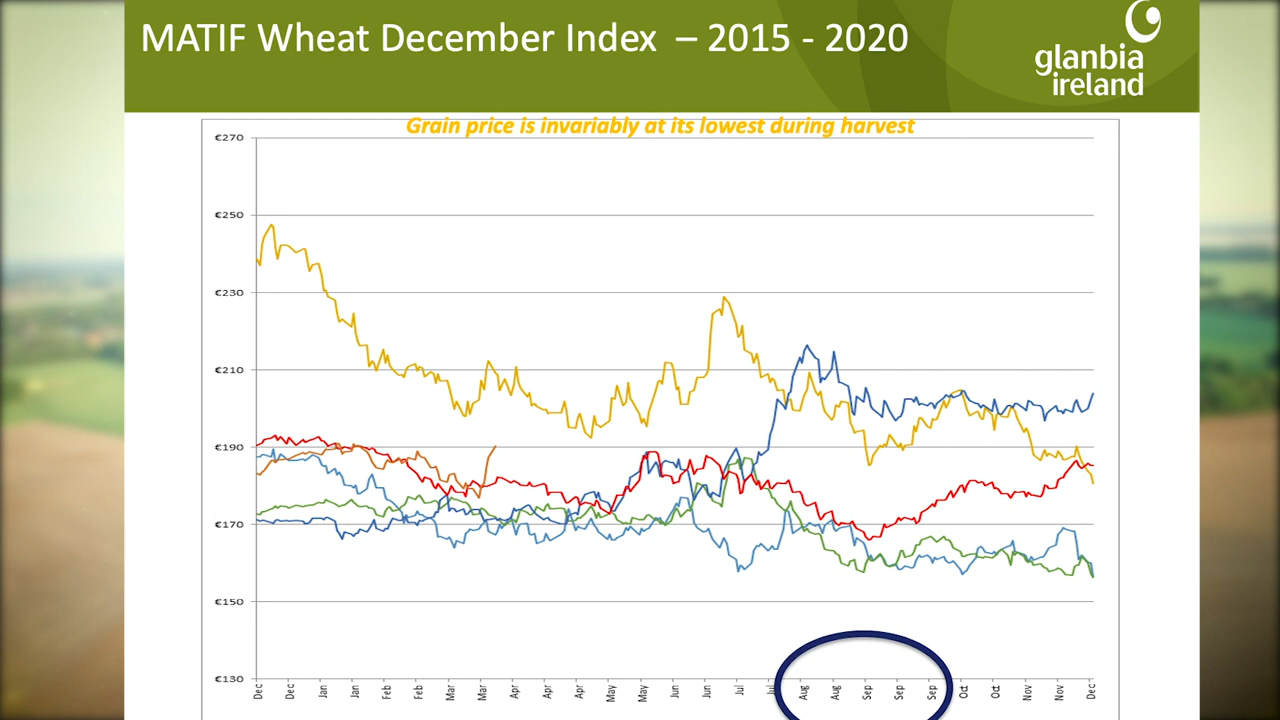 MATIF Wheat December Index – 2015 - 2020
glanbia
ireland
Grain price is invariably at its lowest during harvest
€270
€250
€230
€210
€190
€170
€150
€130
Dec Dec Jan Jan Feb Feb Mar Mar Apr Apr Apr May May Jun Jun Jul Jul Aug Aug Sep Sep Sep Oct Oct Nov Nov Dec